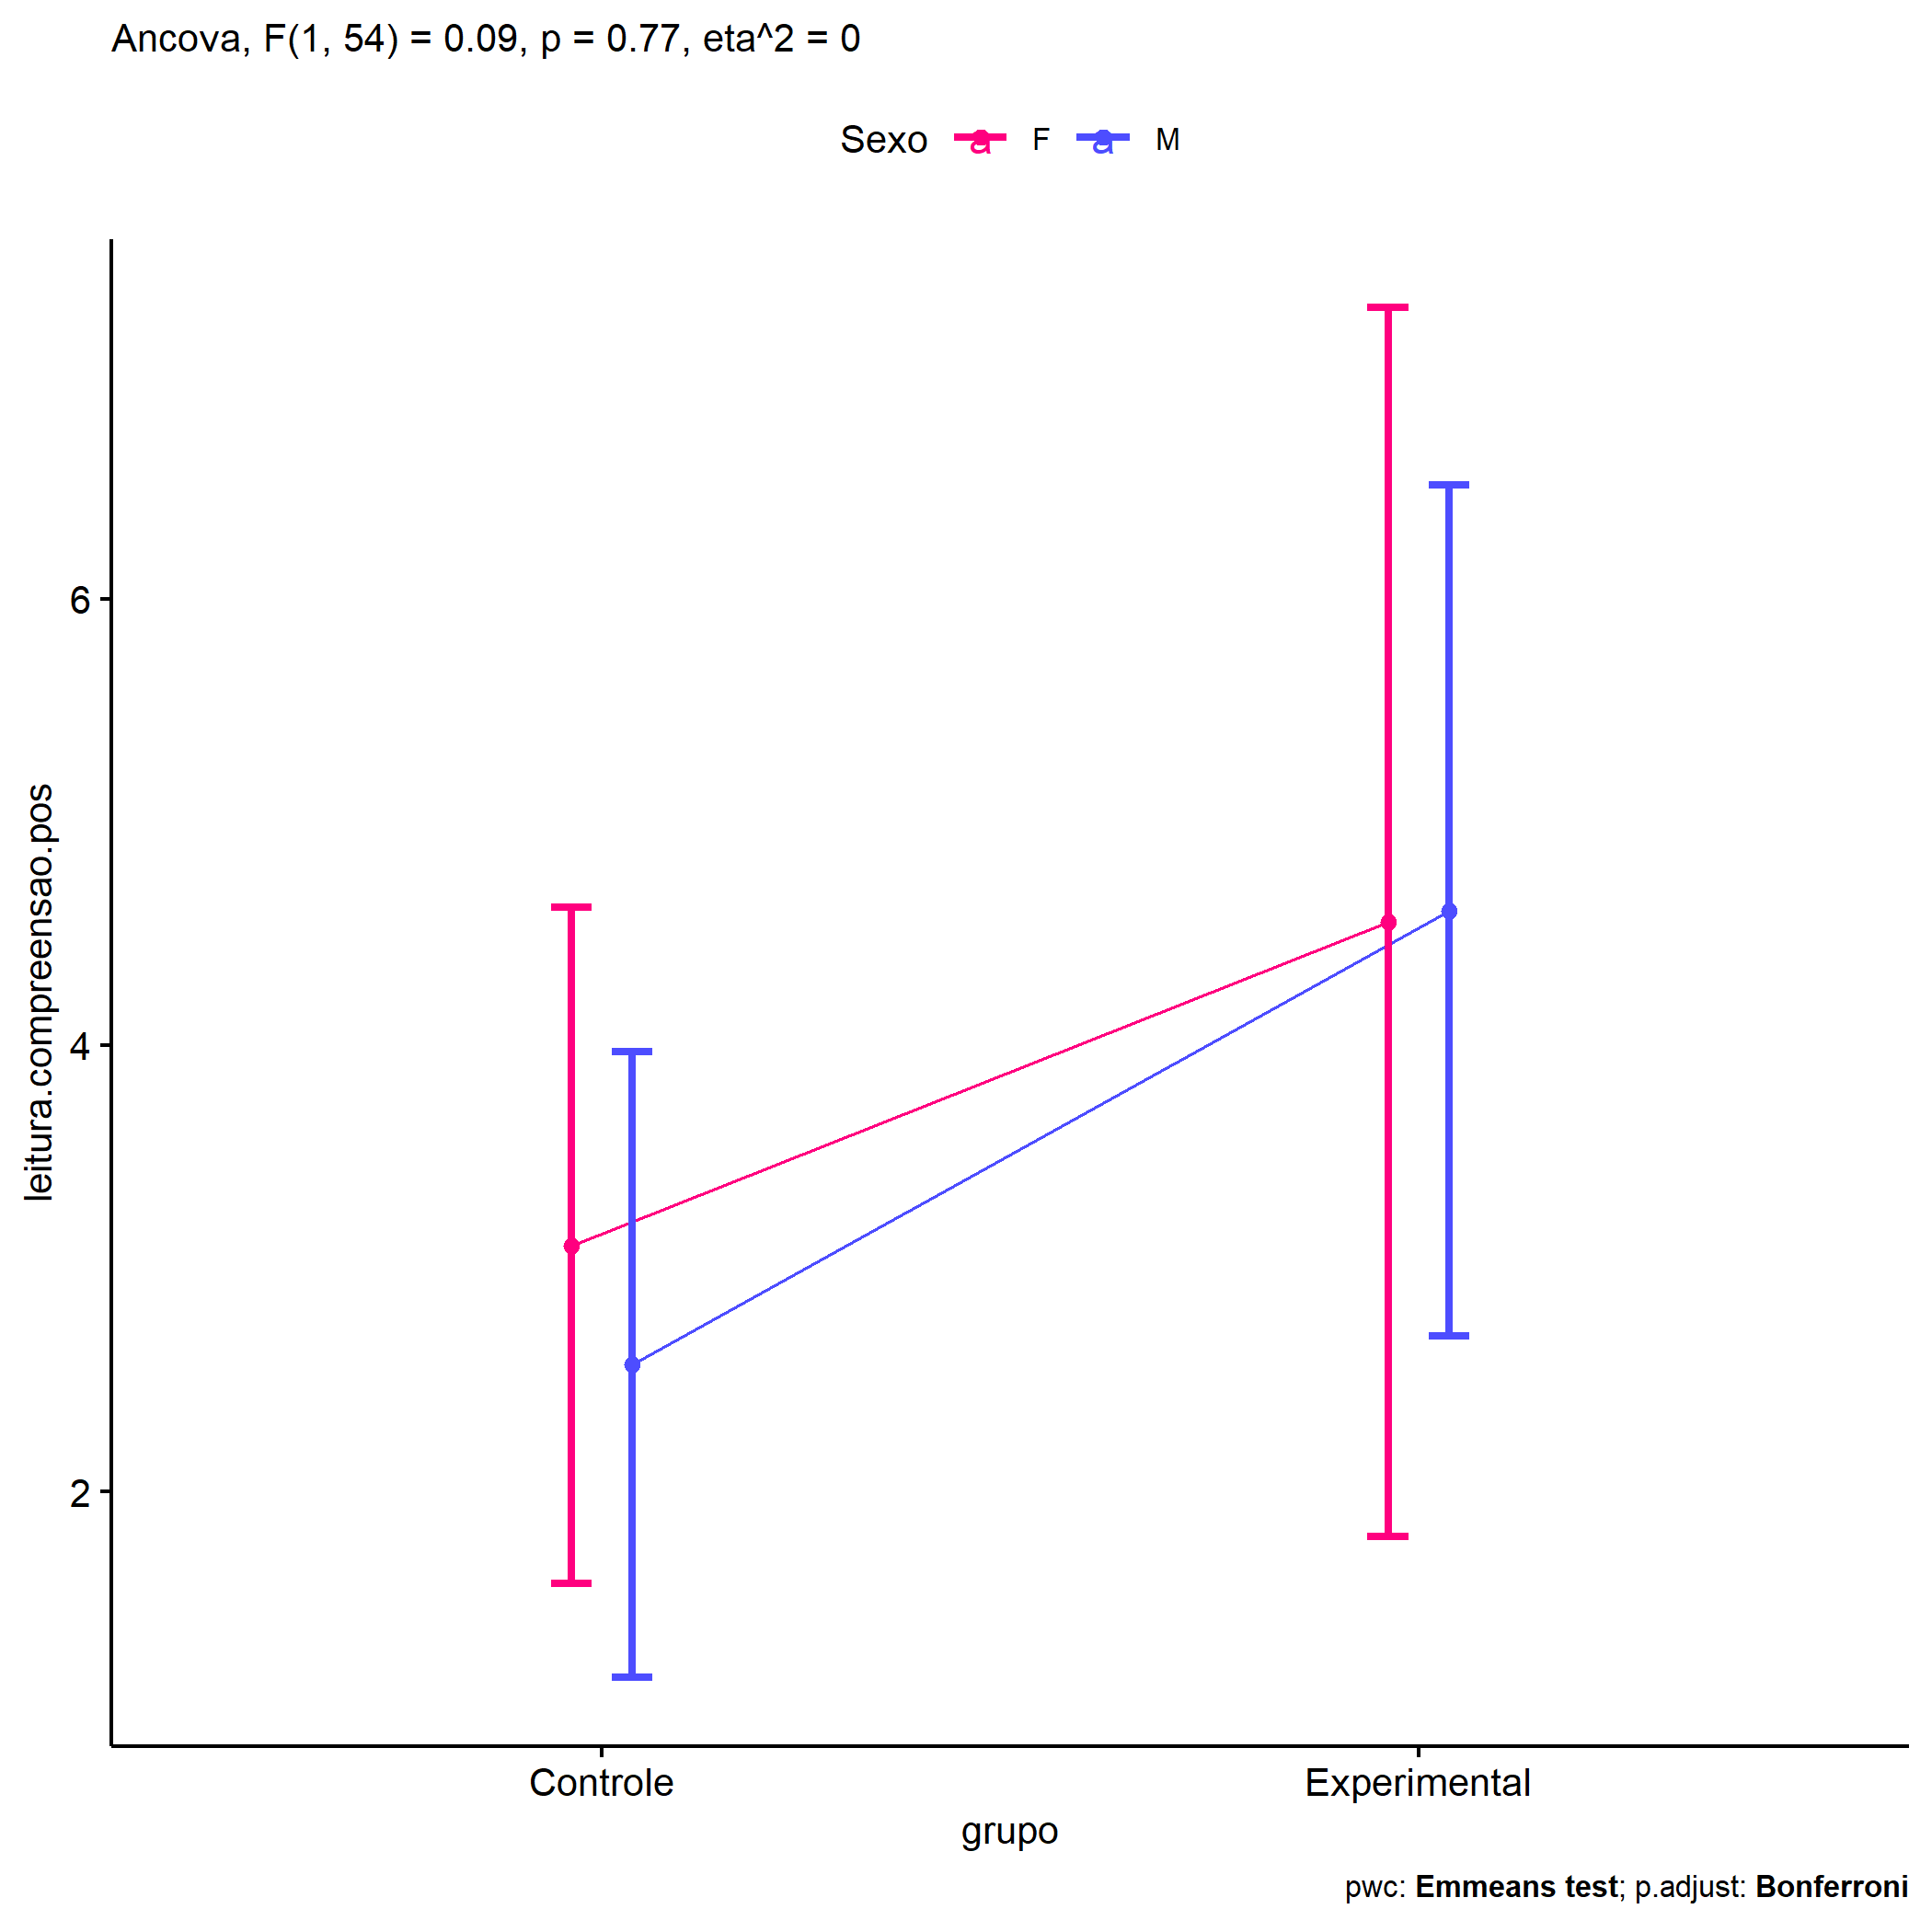 Ancova, F(1, 54) = 0.09, p = 0.77, eta^2 = 0
Sexo a F a M
6
4
2
leitura.compreensao.pos
Controle Experimental
grupo
pwc: Emmeans test; p.adjust: Bonferroni